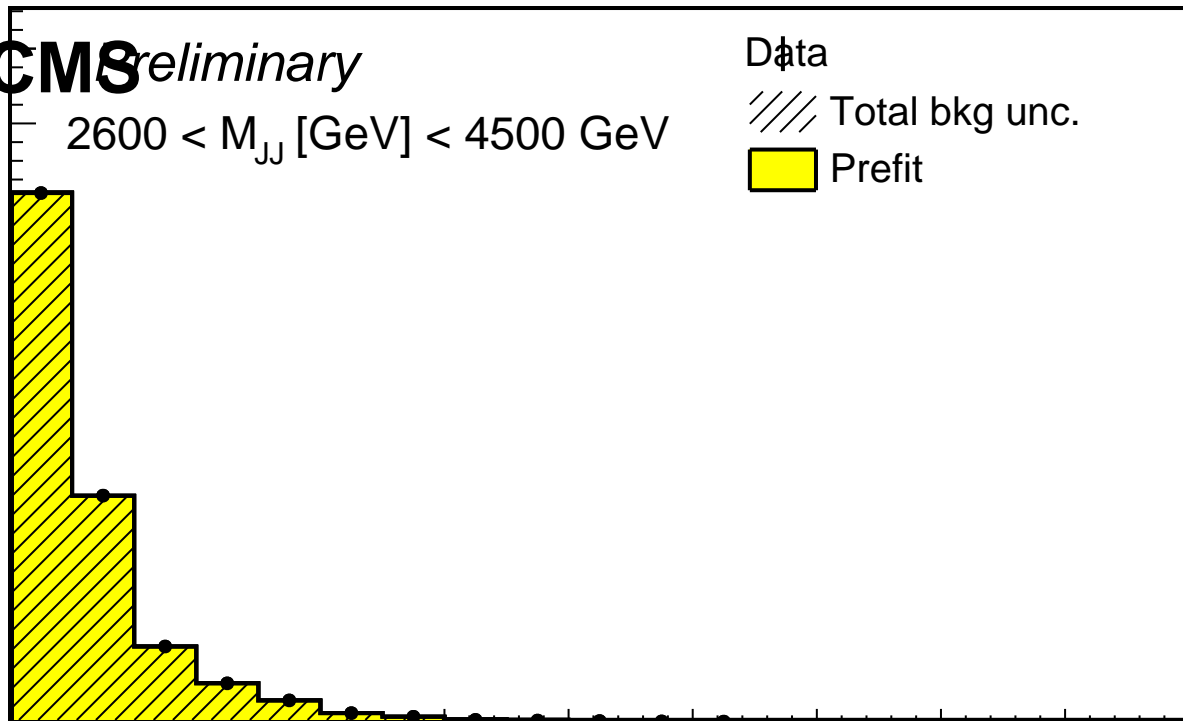 CMS Preliminary
2600 < M_JJ [GeV] < 4500 GeV
Data
Total bkg unc.
Prefit